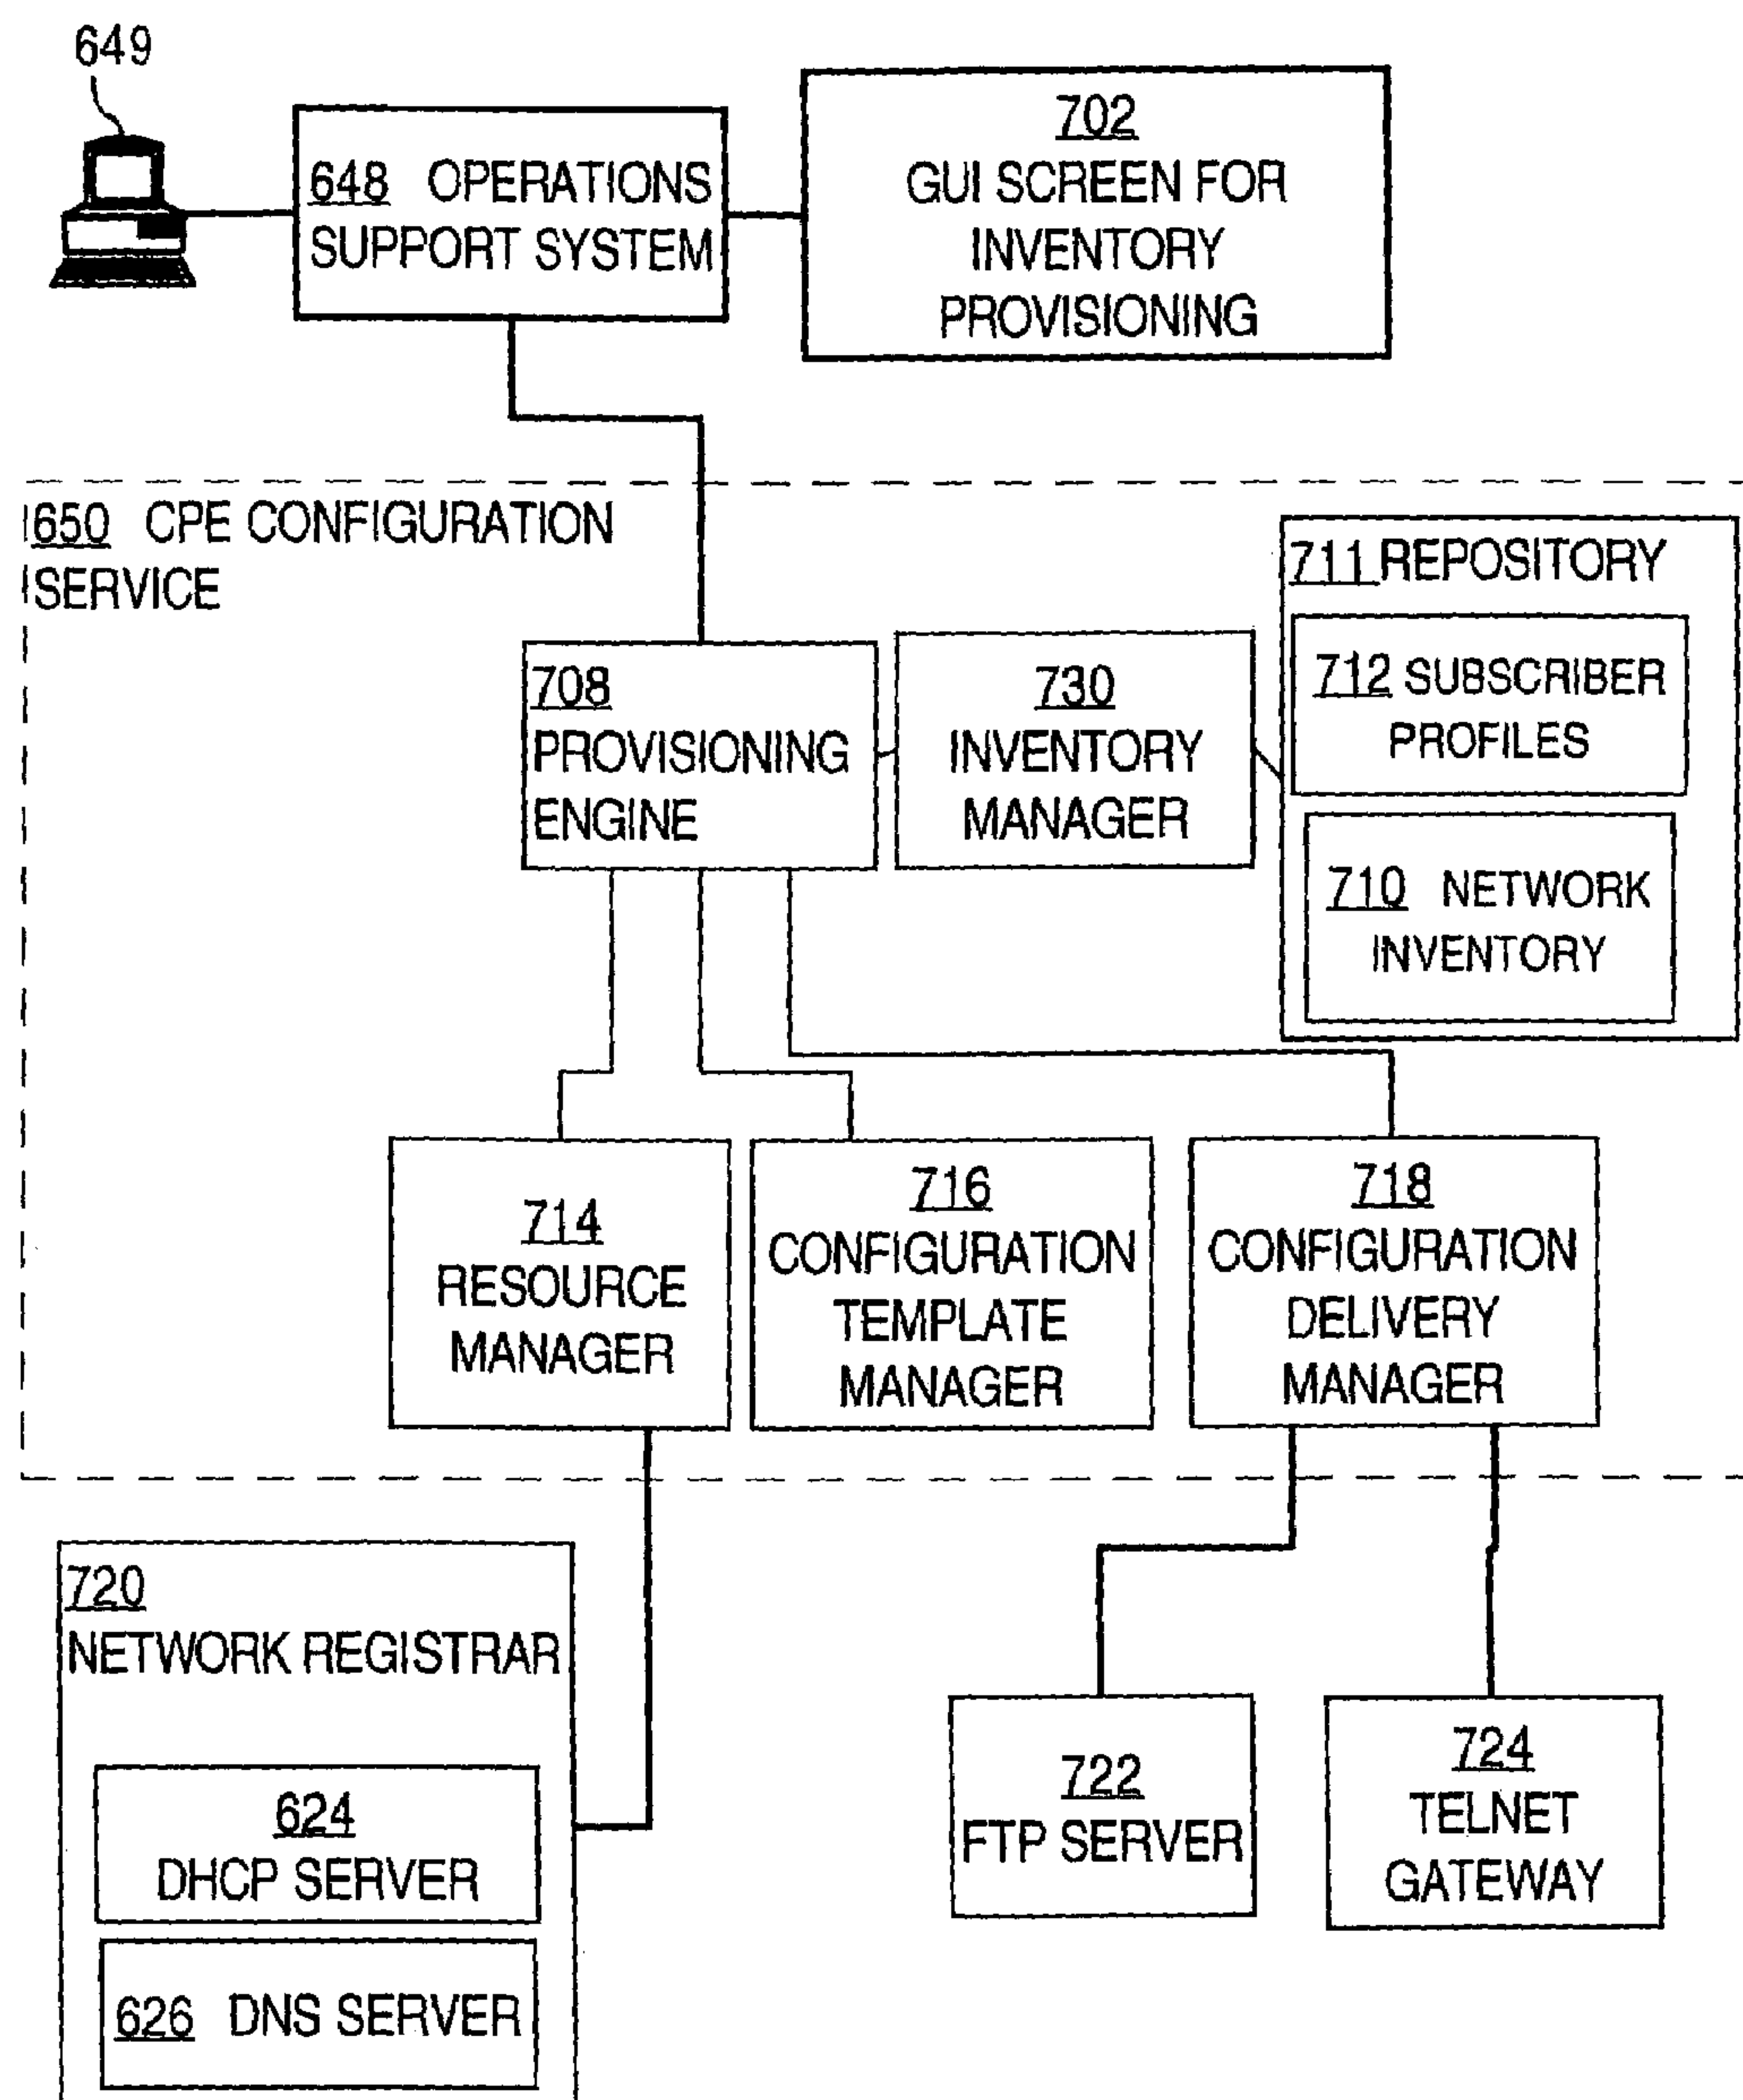 649
702
GUI SCREEN FOR
INVENTORY
PROVISIONING
648 OPERATIONS
SUPPORT SYSTEM
650 CPE CONFIGURATION
SERVICE
711 REPOSITORY
712 SUBSCRIBER
PROFILES
710 NETWORK
INVENTORY
708
PROVISIONING
ENGINE
730
INVENTORY
MANAGER
714
RESOURCE
MANAGER
716
CONFIGURATION
TEMPLATE
MANAGER
718
CONFIGURATION
DELIVERY
MANAGER
720
NETWORK REGISTRAR
624
DHCP SERVER
626 DNS SERVER
722
FTP SERVER
724
TELNET
GATEWAY